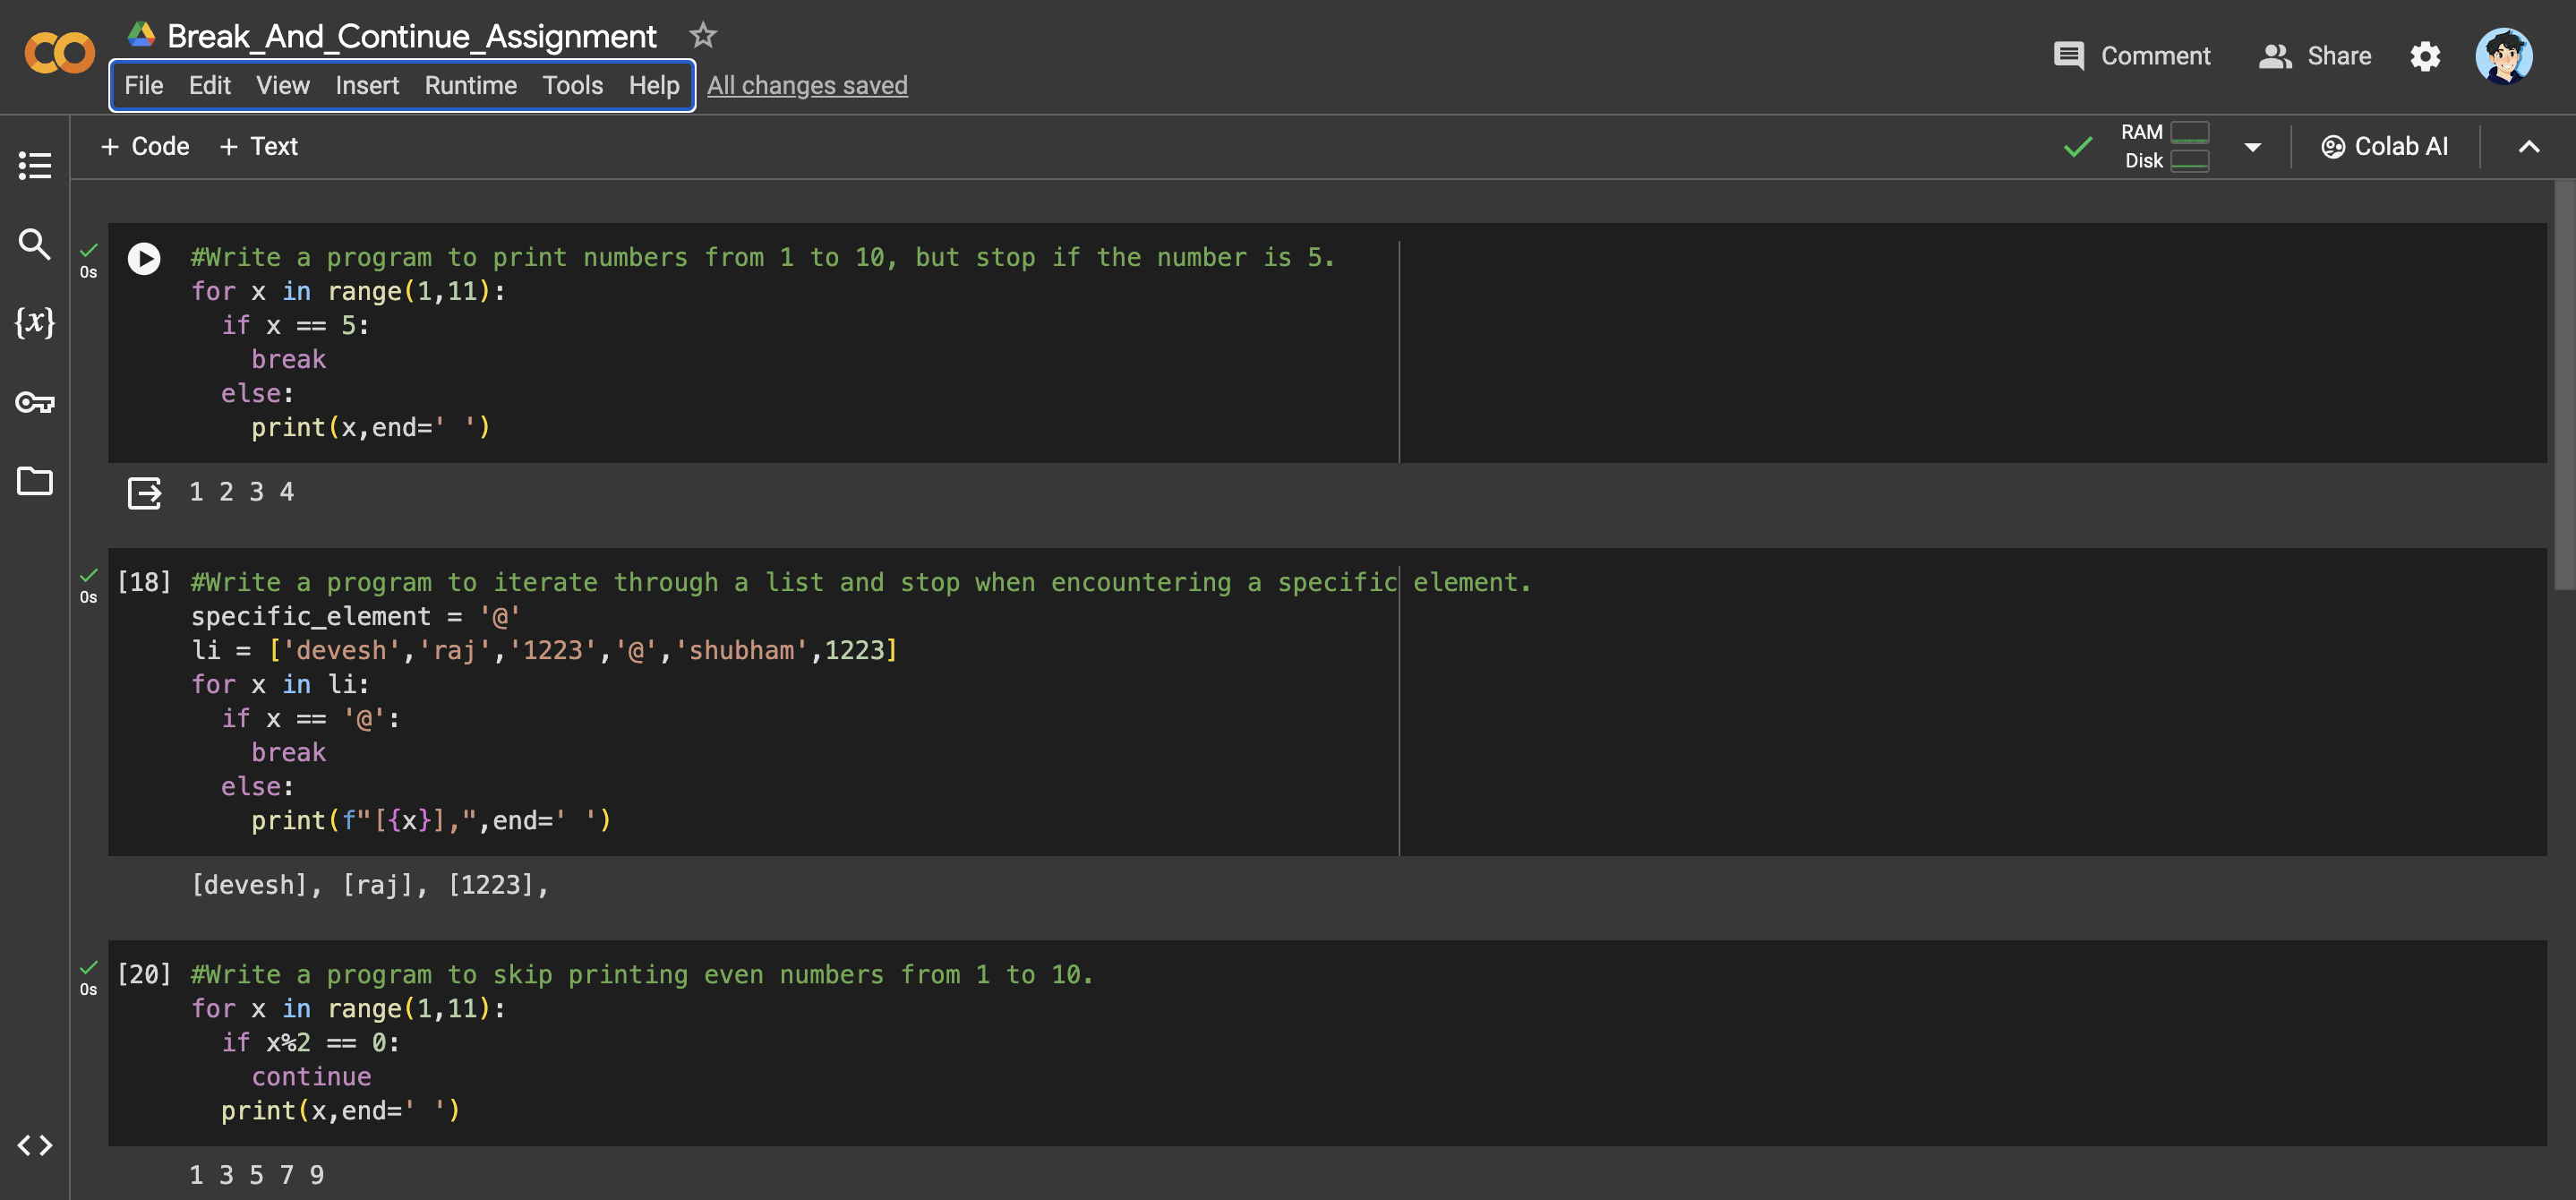 Break_And_Continue_Assignment
File Edit View Insert Runtime Tools Help All changes saved
Comment Share
+ Code + Text
RAM
Disk
Colab AI
{x}
0s
#Write a program to print numbers from 1 to 10, but stop if the number is 5.
for x in range(1,11):
  if x == 5:
    break
  else:
    print(x,end=' ')
1 2 3 4
0s
[18] #Write a program to iterate through a list and stop when encountering a specific element.
specific_element = '@'
li = ['devesh','raj','1223','@','shubham',1223]
for x in li:
  if x == '@':
    break
  else:
    print(f"[{x}],",end=' ')
[devesh], [raj], [1223],
0s
[20] #Write a program to skip printing even numbers from 1 to 10.
for x in range(1,11):
  if x%2 == 0:
    continue
  print(x,end=' ')
1 3 5 7 9